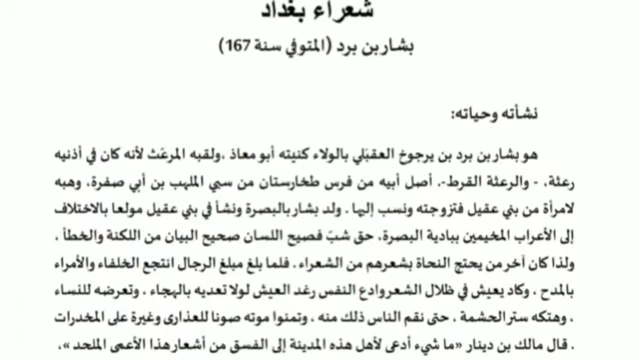 شعراء بغداد
بشار بن برد (المتوفي سنة 167)
نشأته وحياته:
هو بشار بن برد بن يرجوخ العقبَلي بالولاء كنيته أبو معاذ ،ولقبه المرعَث لأنه كان في أذنيه
رعثة، - والرعثة القرط-. أصل أبيه من فرس طخارستان من سبي المهلب بن أبي صفرة، وهبه
لامرأة من بني عقيل فتزوجته ونسب إليها . ولد بشار بالبصرة ونشأ في بني عقيل مولعا بالاختلاف
إلى الأعراب المخيمين ببادية البصرة، حق شبَ فصيح اللسان صحيح البيان من اللكنة والخطأ ،
ولذا كان آخر من يحتج النحاة بشعرهم من الشعراء. فلما بلغ مبلغ الرجال انتجع الخلفاء والأمراء
بالمدح ، وكاد يعيش في ظلال الشعر وادع النفس رغد العيش لولا تعديه بالهجاء ، وتعرضه للنساء
، وهتكه ستر الحشمة ، حتى نقم الناس ذلك منه ، وتمنوا موته صونا للعذارى وغيرة على المخدرات
. قال مالك بن دينار «ما شيء أدعى لأهل هذه المدينة إلى الفسق من أشعار هذا الأعمى الملحد»،